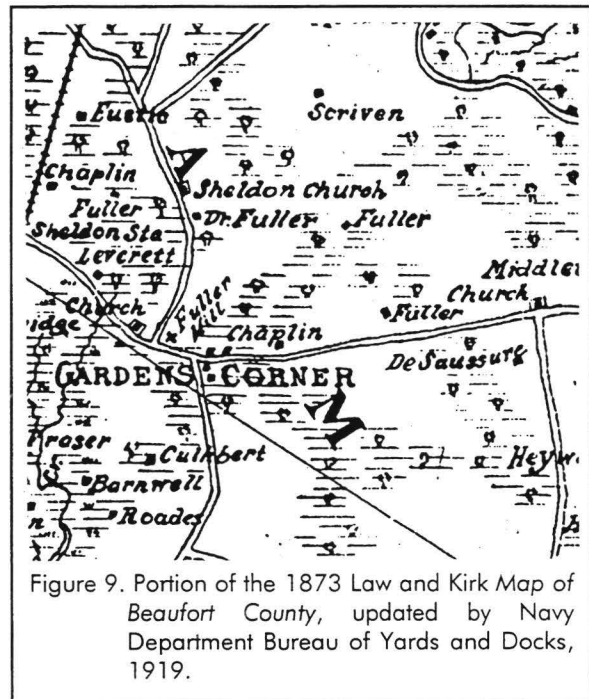 Scriven
Eustis
Chaplin
Sheldon Church
Fuller
Dr. Fuller
Fuller
Sheldon Sta
Leverett
Middle
Church
Church
Fuller
Mill
Fuller
idge
Chaplin
De Saussure
GARDENS CORNER
Fraser
Cuthbert
Heyw
Barnwell
Roades
A
M
Figure 9. Portion of the 1873 Law and Kirk Map of
Beaufort County, updated by Navy
Department Bureau of Yards and Docks,
1919.